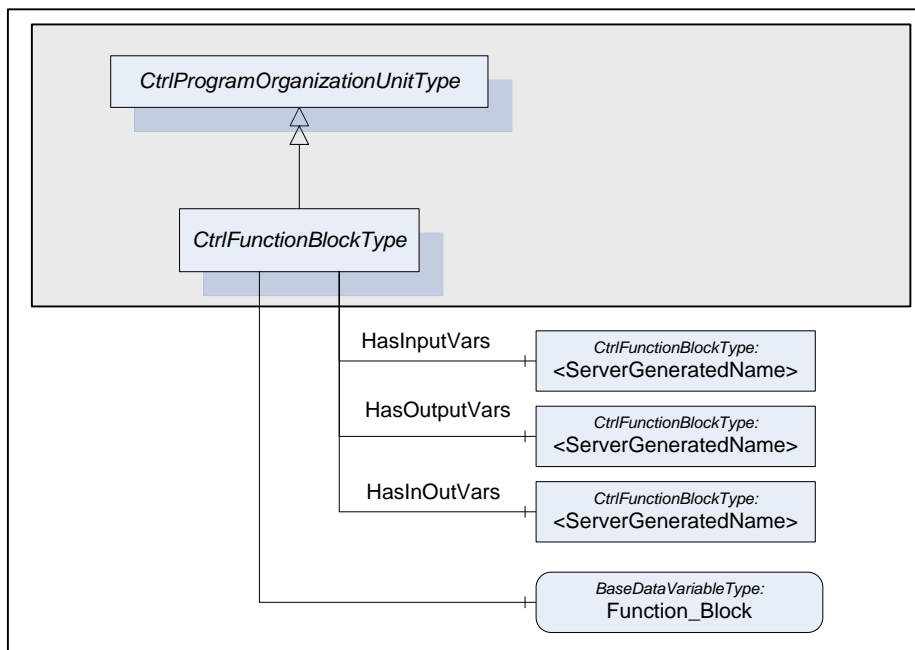 CtrlProgramOrganizationUnitType
CtrlFunctionBlockType
HasInputVars
CtrlFunctionBlockType:
<ServerGeneratedName>
HasOutputVars
CtrlFunctionBlockType:
<ServerGeneratedName>
HasInOutVars
CtrlFunctionBlockType:
<ServerGeneratedName>
BaseDataVariableType:
Function_Block